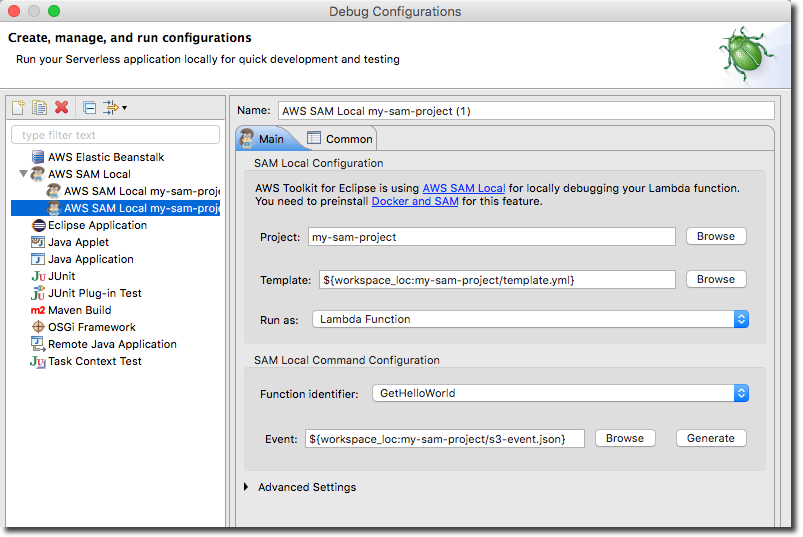 Debug Configurations
Create, manage, and run configurations
Run your Serverless application locally for quick development and testing
type filter text
AWS Elastic Beanstalk
AWS SAM Local
AWS SAM Local my-sam-proj
AWS SAM Local my-sam-proj
Eclipse Application
Java Applet
Java Application
JUnit
JUnit Plug-in Test
Maven Build
OSGi Framework
Remote Java Application
Task Context Test
Name: AWS SAM Local my-sam-project (1)
Main Common
SAM Local Configuration
AWS Toolkit for Eclipse is using AWS SAM Local for locally debugging your Lambda function.
You need to preinstall Docker and SAM for this feature.
Project: my-sam-project Browse
Template: ${workspace_loc:my-sam-project/template.yml} Browse
Run as: Lambda Function
SAM Local Command Configuration
Function identifier: GetHelloWorld
Event: ${workspace_loc:my-sam-project/s3-event.json} Browse Generate
Advanced Settings